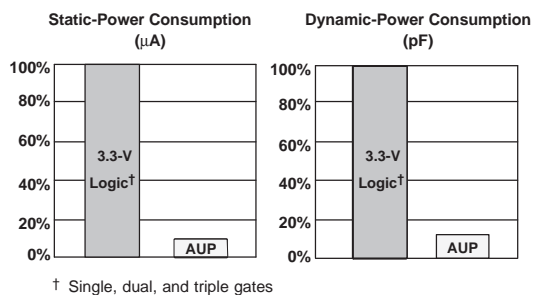 Static-Power Consumption
(μA)
100%
80%
60%
40%
20%
0%
3.3-V
Logic†
AUP
Dynamic-Power Consumption
(pF)
100%
80%
60%
40%
20%
0%
3.3-V
Logic†
AUP
† Single, dual, and triple gates